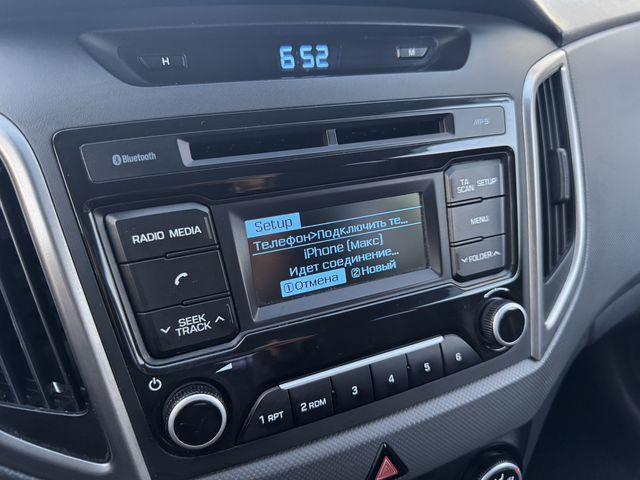 H
6:52
M
Bluetooth
MP3
TA
SCAN
SETUP
RADIO
MEDIA
MENU
FOLDER
SEEK
TRACK
Setup
Телефон>Подключить те...
iPhone (Макс)
Идет соединение...
①Отмена ②Новый
1 RPT
2 RDM
3
4
5
6